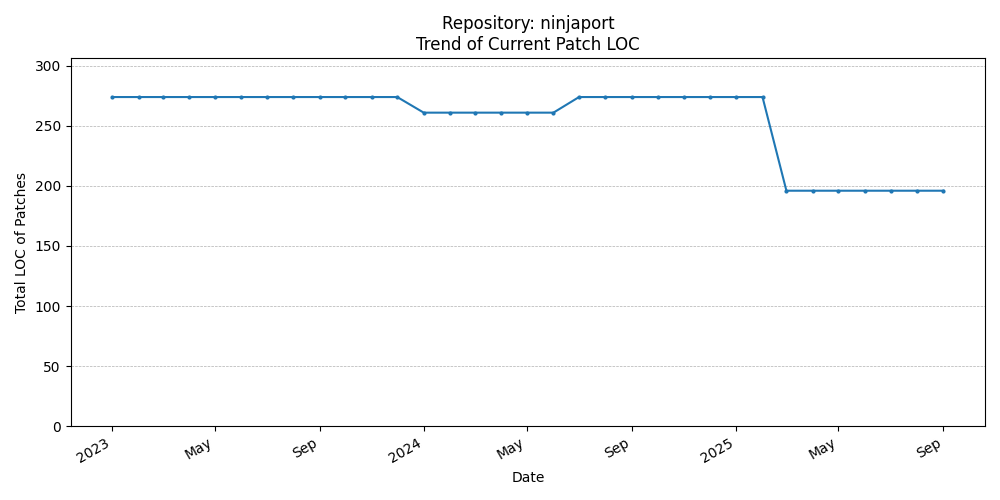 Repository: ninjaport
Trend of Current Patch LOC
300
250
200
150
100
50
0
Total LOC of Patches
2023
May
Sep
2024
May
Sep
2025
May
Sep
Date